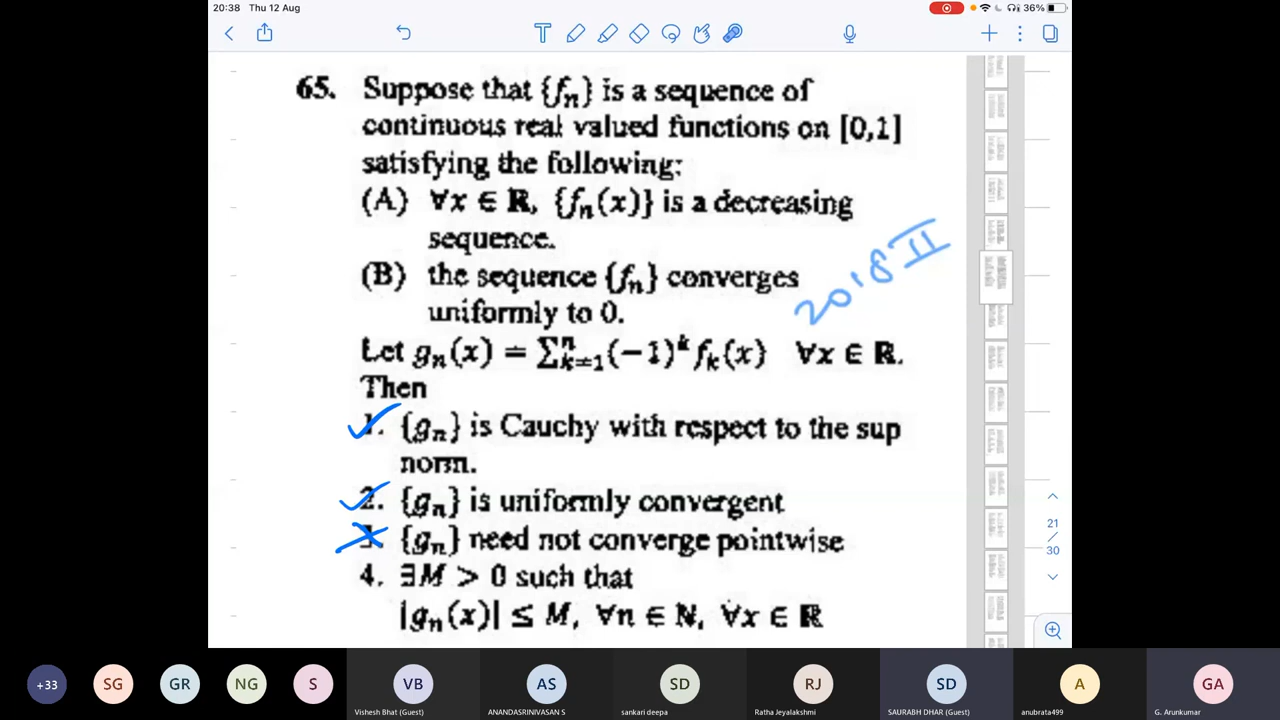 20:38 Thu 12 Aug
36%
65. Suppose that {fₙ} is a sequence of
continuous real valued functions on [0,1]
satisfying the following:
(A) ∀x ∈ ℝ, {fₙ(x)} is a decreasing
sequence.
(B) the sequence {fₙ} converges
uniformly to 0.
2018 II
Let gₙ(x) = ∑ⁿₖ₌₁(−1)ᵏ fₖ(x) ∀x ∈ ℝ.
Then
1. {gₙ} is Cauchy with respect to the sup
norm.
2. {gₙ} is uniformly convergent
3. {gₙ} need not converge pointwise
4. ∃M > 0 such that
|gₙ(x)| ≤ M, ∀n ∈ ℕ, ∀x ∈ ℝ
21
/
30
+33 SG GR NG S VB AS SD RJ SD A GA
Vishesh Bhat (Guest) ANANDASRINIVASAN S sankari deepa Ratha Jeyalakshmi SAURABH DHAR (Guest) anubrata499 G. Arunkumar